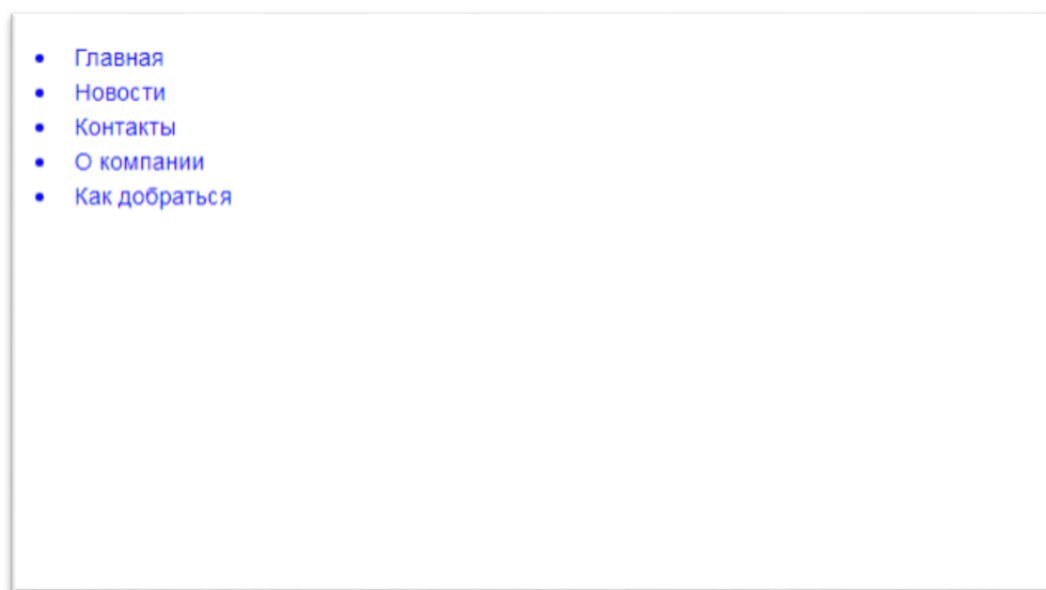 • Главная
• Новости
• Контакты
• О компании
• Как добраться